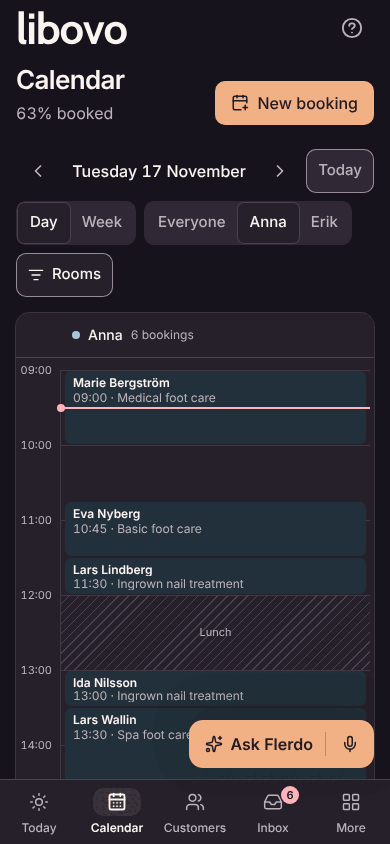 libovo
Calendar
63% booked
New booking
Tuesday 17 November
Today
Day Week
Everyone Anna Erik
Rooms
Anna 6 bookings
09:00
Marie Bergström
09:00 · Medical foot care
10:00
Eva Nyberg
11:00
10:45 · Basic foot care
Lars Lindberg
11:30 · Ingrown nail treatment
12:00
Lunch
13:00
Ida Nilsson
13:00 · Ingrown nail treatment
Lars Wallin
13:30 · Spa foot care
14:00
Ask Flerdo
6
Today Calendar Customers Inbox More